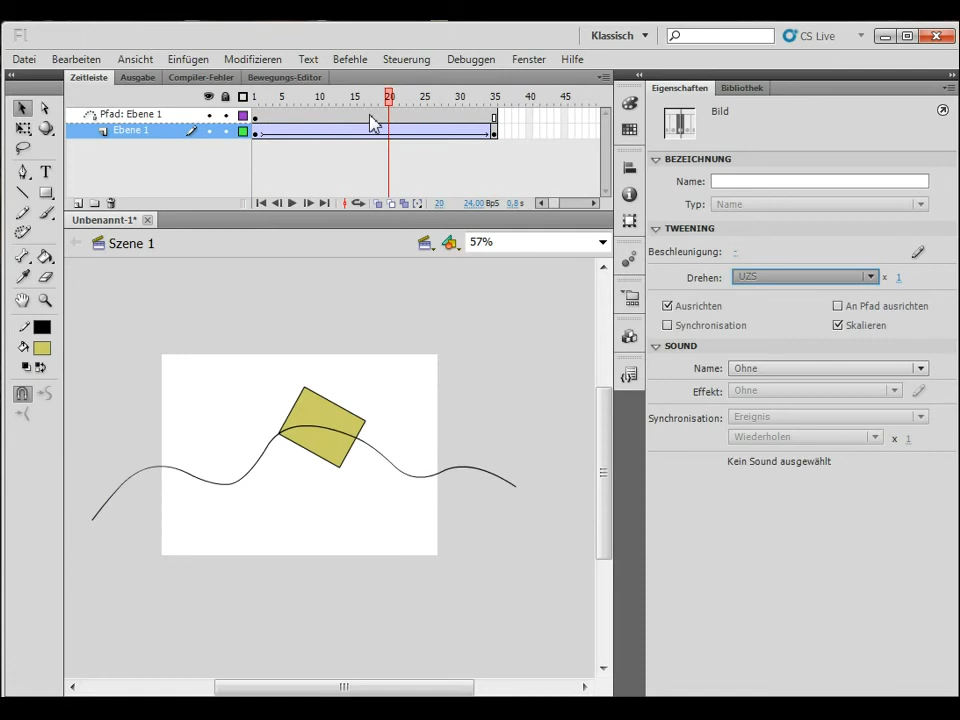 Fl
Klassisch
CS Live
Datei Bearbeiten Ansicht Einfügen Modifizieren Text Befehle Steuerung Debuggen Fenster Hilfe
Zeitleiste Ausgabe Compiler-Fehler Bewegungs-Editor
1 5 10 15 20 25 30 35 40 45
Pfad: Ebene 1
Ebene 1
20 24.00 BPS 0.8 s
Unbenannt-1*
Szene 1
57%
Eigenschaften Bibliothek
Bild
BEZEICHNUNG
Name:
Typ: Name
TWEENING
Beschleunigung: -
Drehen: UZS x 1
Ausrichten An Pfad ausrichten
Synchronisation Skalieren
SOUND
Name: Ohne
Effekt: Ohne
Synchronisation: Ereignis
Wiederholen x 1
Kein Sound ausgewählt